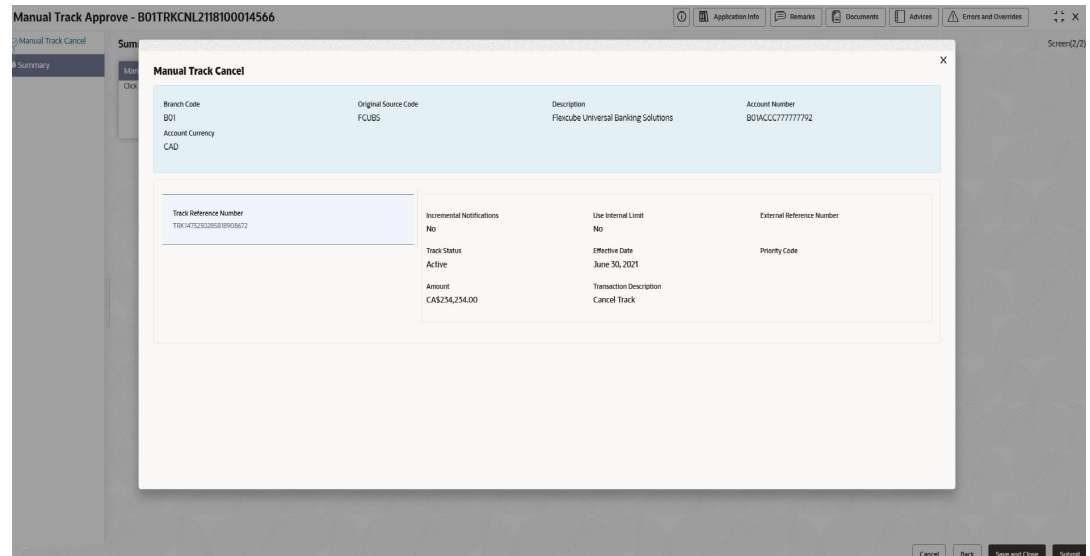 Manual Track Approve - B01TRKCNL2118100014566
Application Info
Remarks
Documents
Advices
Errors and Overrides
Manual Track Cancel
Summary
Screen(2/2)
Manual Track Cancel
X
Branch Code
B01
Original Source Code
FCUBS
Description
Flexcube Universal Banking Solutions
Account Number
B01ACCC777777792
Account Currency
CAD
Track Reference Number
TRK1473230285818908672
Incremental Notifications
No
Use Internal Limit
No
External Reference Number
Track Status
Active
Effective Date
June 30, 2021
Priority Code
Amount
CA$234,234.00
Transaction Description
Cancel Track
Cancel
Back
Save and Close
Submit